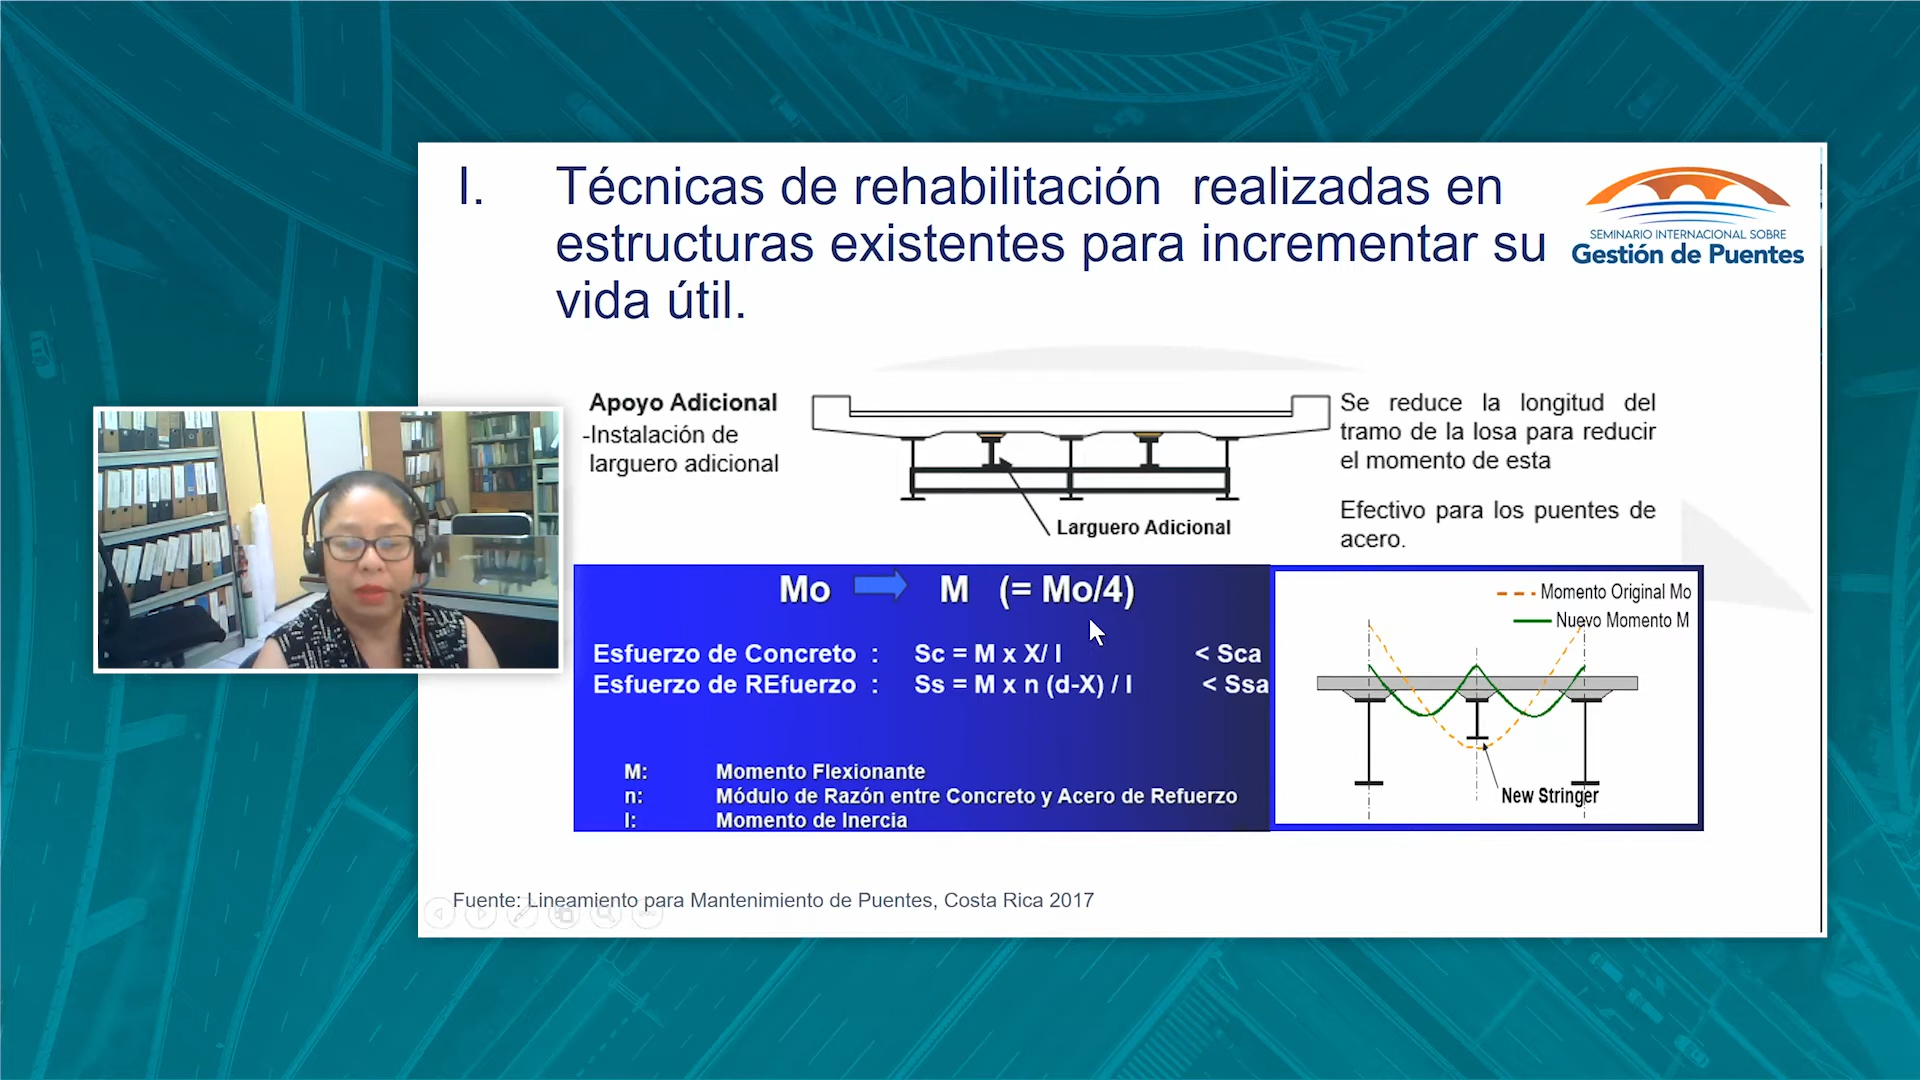 I. Técnicas de rehabilitación realizadas en
estructuras existentes para incrementar su
vida útil.
SEMINARIO INTERNACIONAL SOBRE
Gestión de Puentes
Apoyo Adicional
-Instalación de
larguero adicional
Larguero Adicional
Se reduce la longitud del
tramo de la losa para reducir
el momento de esta
Efectivo para los puentes de
acero.
Mo M (= Mo/4)
Esfuerzo de Concreto : Sc = M x X/ I < Sca
Esfuerzo de REfuerzo : Ss = M x n (d-X) / I < Ssa
M: Momento Flexionante
n: Módulo de Razón entre Concreto y Acero de Refuerzo
I: Momento de Inercia
Momento Original Mo
Nuevo Momento M
New Stringer
Fuente: Lineamiento para Mantenimiento de Puentes, Costa Rica 2017